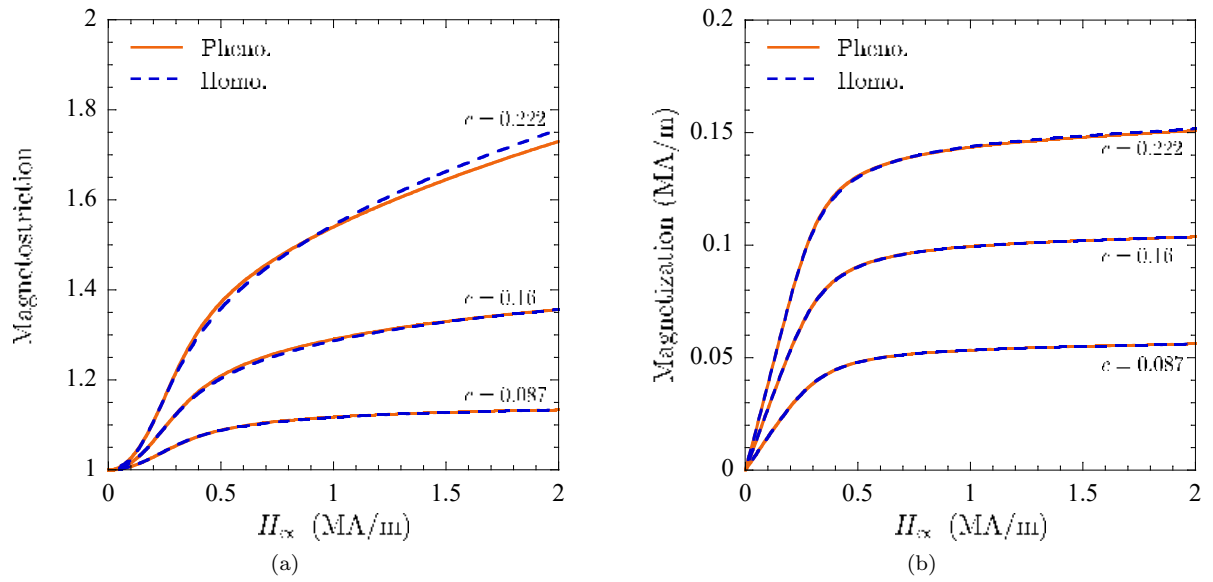 2
1.8
1.6
1.4
1.2
1
Magnetostriction
Pheno.
Homo.
c = 0.222
c = 0.16
c = 0.087
0
0.5
1
1.5
2
H_ex (MA/m)
(a)
0.2
0.15
0.1
0.05
0
Magnetization (MA/m)
Pheno.
Homo.
c = 0.222
c = 0.16
c = 0.087
0
0.5
1
1.5
2
H_ex (MA/m)
(b)